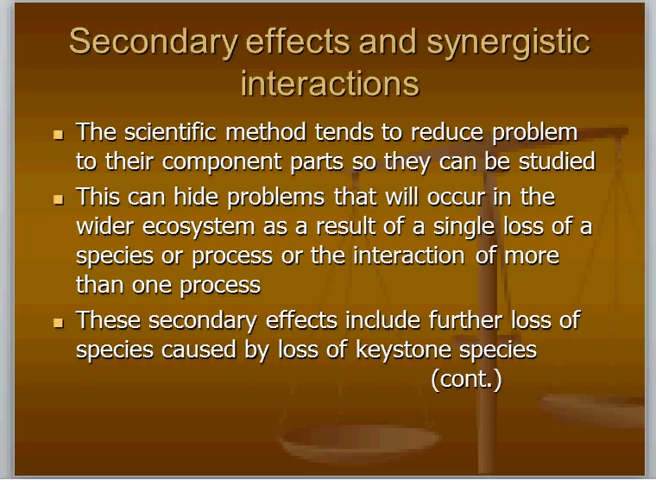 Secondary effects and synergistic
interactions
The scientific method tends to reduce problem
to their component parts so they can be studied
This can hide problems that will occur in the
wider ecosystem as a result of a single loss of a
species or process or the interaction of more
than one process
These secondary effects include further loss of
species caused by loss of keystone species
(cont.)